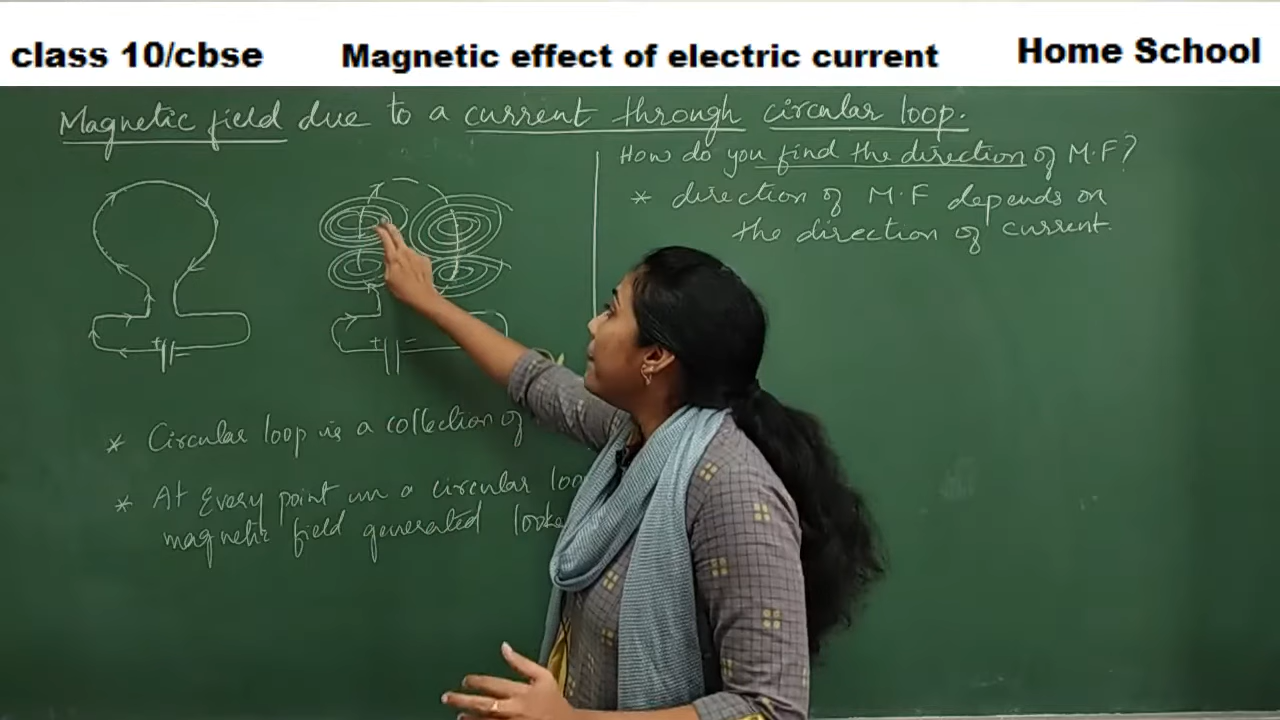 class 10/cbse
Magnetic effect of electric current
Home School
Magnetic field due to a current through circular loop.
How do you find the direction of M.F?
* direction of M.F depends on
the direction of current.
+
+
* Circular loop is a collection of
* At Every point on a circular loo
magnetic field generated looke